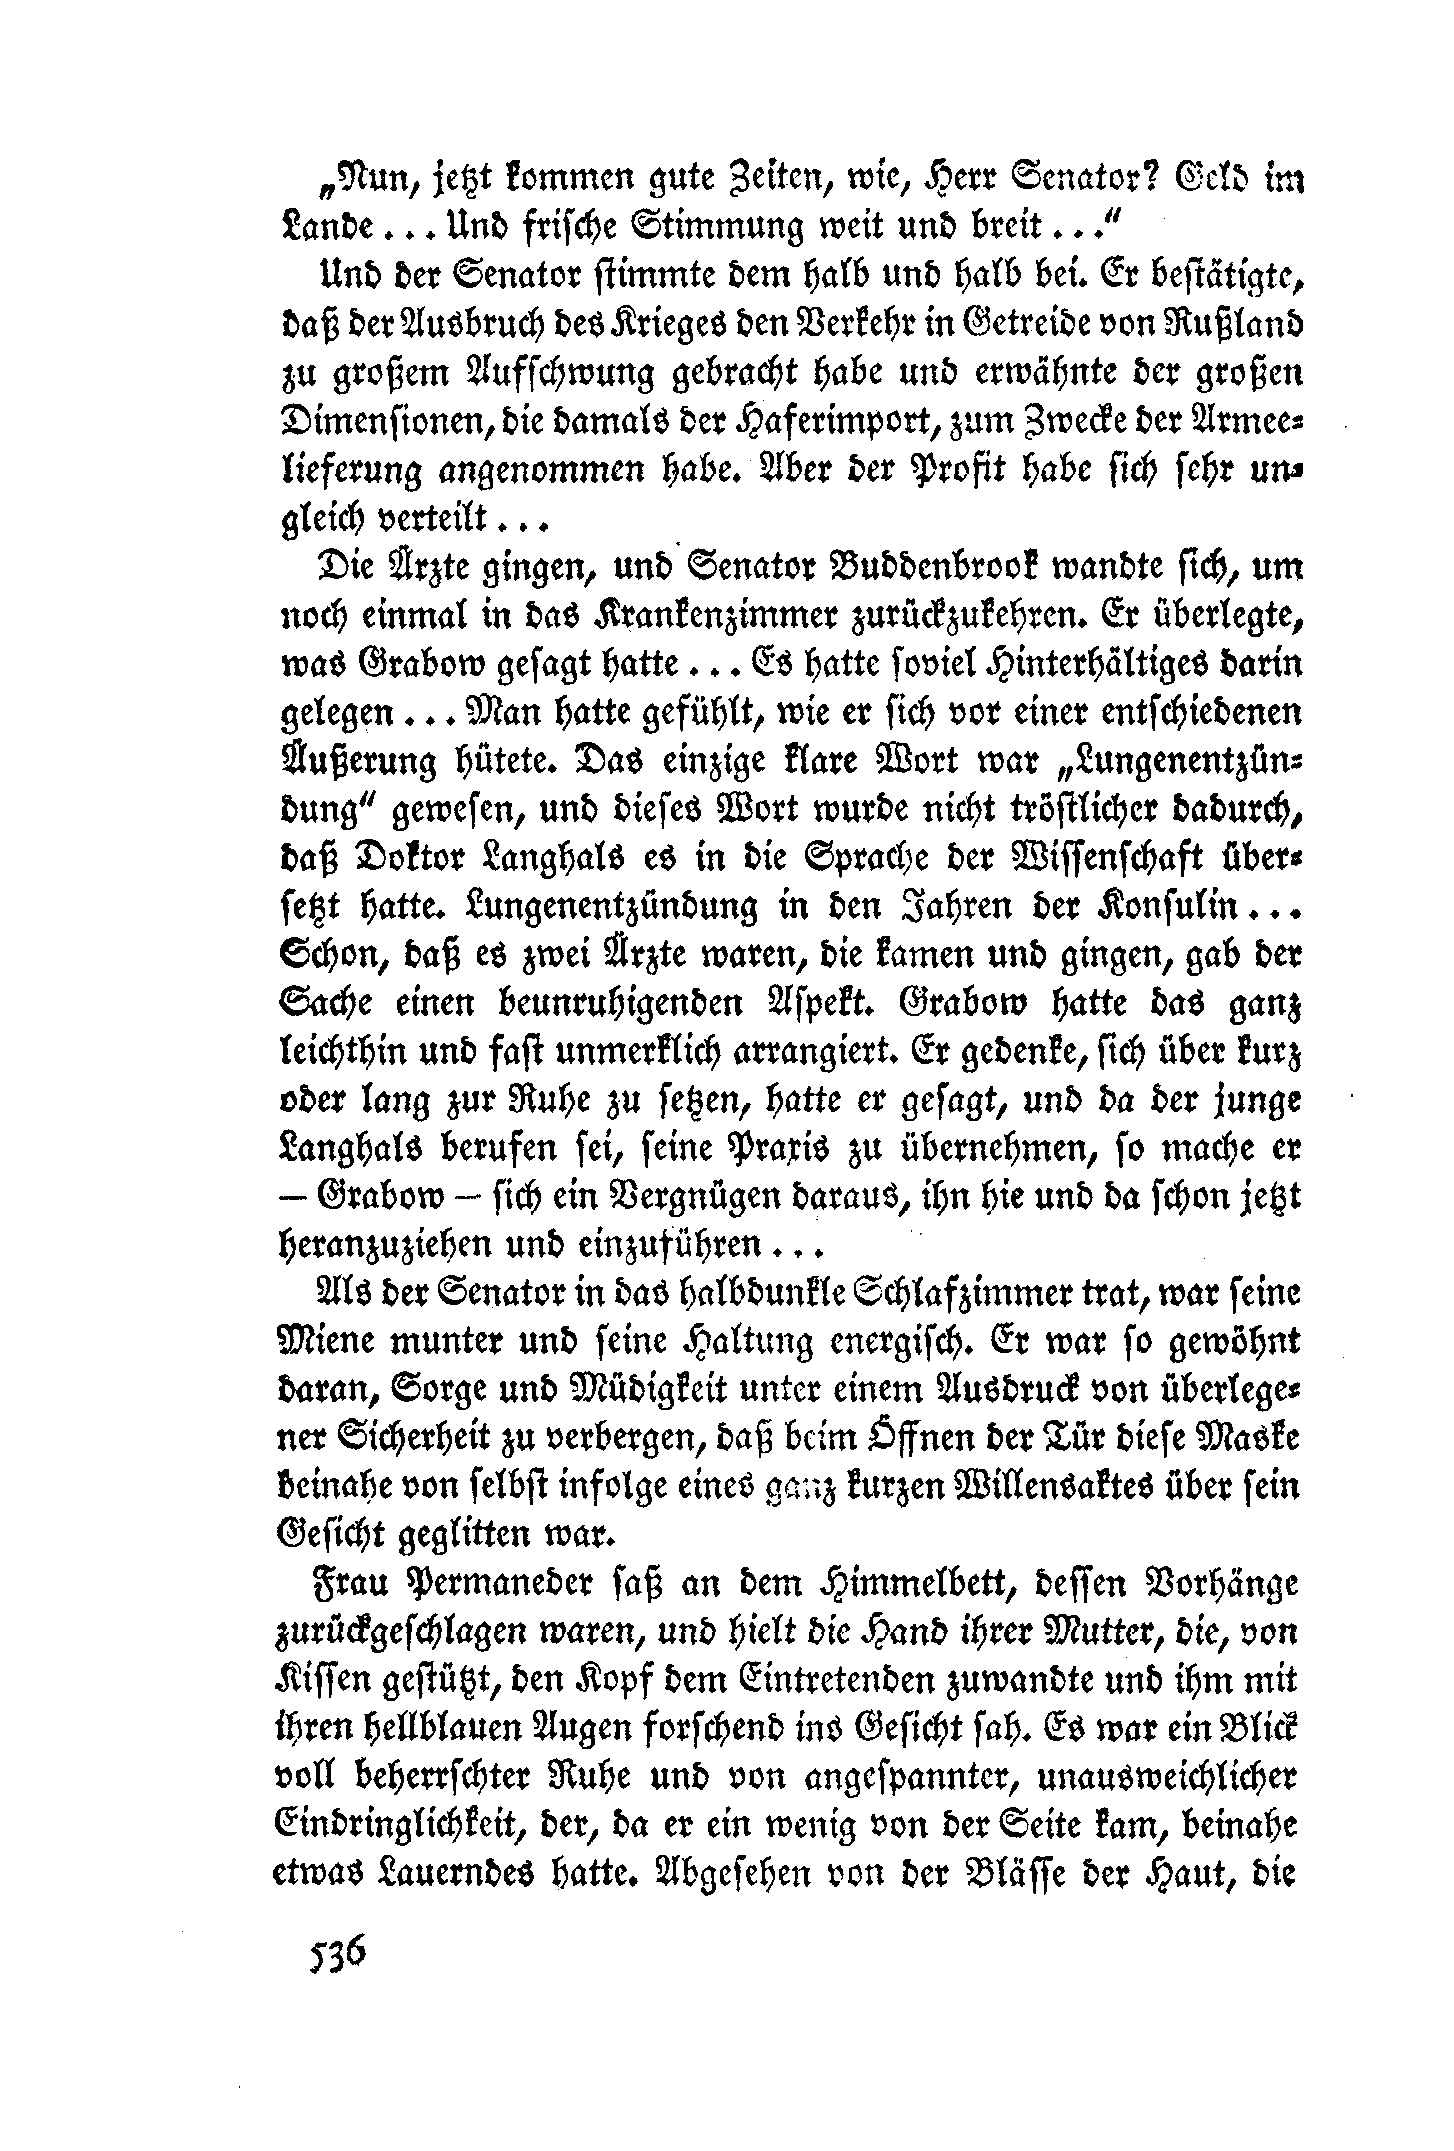 „Nun, jetzt kommen gute Zeiten, wie, Herr Senator? Geld im
Lande . . . Und frische Stimmung weit und breit . . .“
Und der Senator stimmte dem halb und halb bei. Er bestätigte,
daß der Ausbruch des Krieges den Verkehr in Getreide von Rußland
zu großem Aufschwung gebracht habe und erwähnte der großen
Dimensionen, die damals der Haferimport, zum Zwecke der Armee-
lieferung angenommen habe. Aber der Profit habe sich sehr un-
gleich verteilt . . .
Die Ärzte gingen, und Senator Buddenbrook wandte sich, um
noch einmal in das Krankenzimmer zurückzukehren. Er überlegte,
was Grabow gesagt hatte . . . Es hatte soviel Hinterhältiges darin
gelegen . . . Man hatte gefühlt, wie er sich vor einer entschiedenen
Äußerung hütete. Das einzige klare Wort war „Lungenentzün-
dung“ gewesen, und dieses Wort wurde nicht tröstlicher dadurch,
daß Doktor Langhals es in die Sprache der Wissenschaft über-
setzt hatte. Lungenentzündung in den Jahren der Konsulin . . .
Schon, daß es zwei Ärzte waren, die kamen und gingen, gab der
Sache einen beunruhigenden Aspekt. Grabow hatte das ganz
leichthin und fast unmerklich arrangiert. Er gedenke, sich über kurz
oder lang zur Ruhe zu setzen, hatte er gesagt, und da der junge
Langhals berufen sei, seine Praxis zu übernehmen, so mache er
— Grabow — sich ein Vergnügen daraus, ihn hie und da schon jetzt
heranzuziehen und einzuführen . . .
Als der Senator in das halbdunkle Schlafzimmer trat, war seine
Miene munter und seine Haltung energisch. Er war so gewöhnt
daran, Sorge und Müdigkeit unter einem Ausdruck von überlege-
ner Sicherheit zu verbergen, daß beim Öffnen der Tür diese Maske
beinahe von selbst infolge eines ganz kurzen Willensaktes über sein
Gesicht geglitten war.
Frau Permaneder saß an dem Himmelbett, dessen Vorhänge
zurückgeschlagen waren, und hielt die Hand ihrer Mutter, die, von
Kissen gestützt, den Kopf dem Eintretenden zuwandte und ihm mit
ihren hellblauen Augen forschend ins Gesicht sah. Es war ein Blick
voll beherrschter Ruhe und von angespannter, unausweichlicher
Eindringlichkeit, der, da er ein wenig von der Seite kam, beinahe
etwas Lauerndes hatte. Abgesehen von der Blässe der Haut, die
536